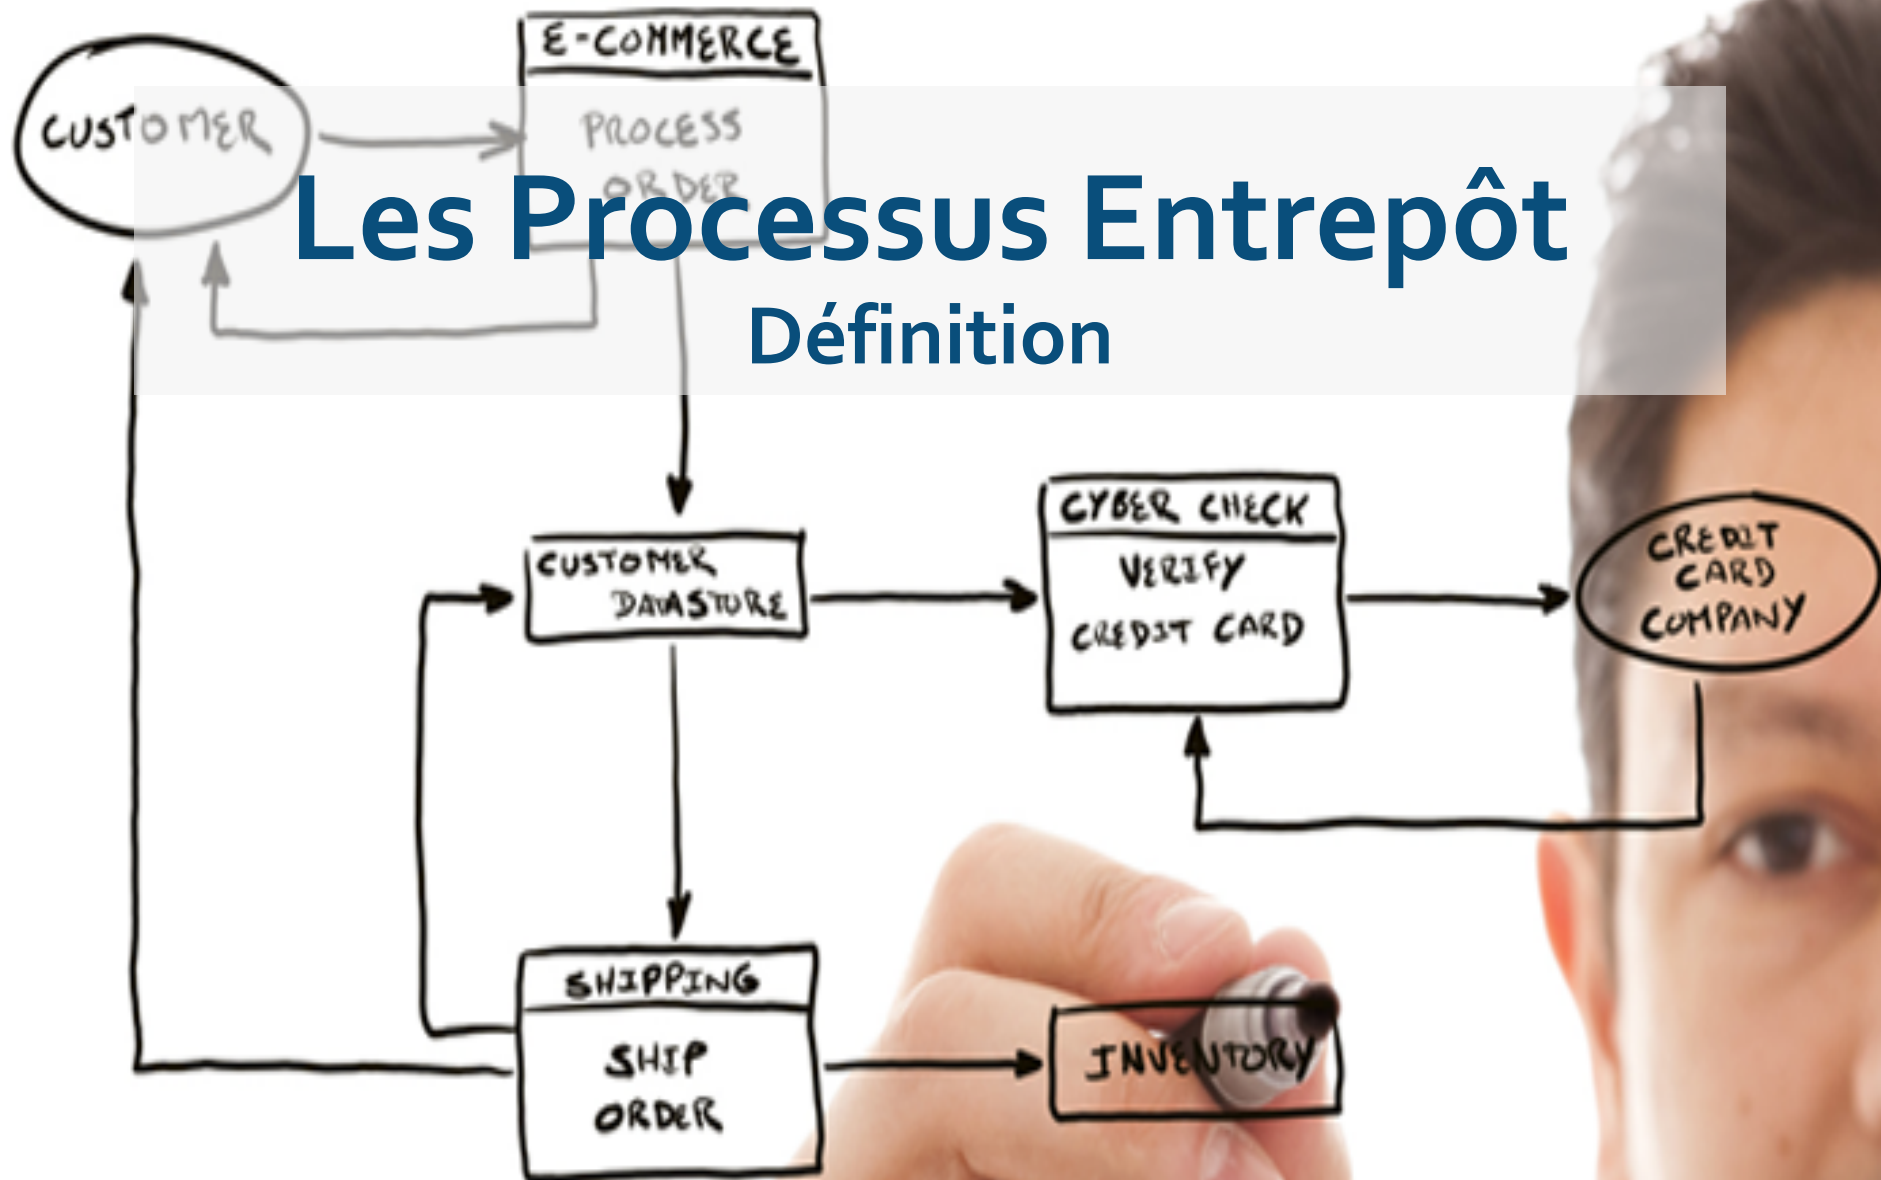 E-COMMERCE
CUSTOMER
PROCESS
ORDER
Les Processus Entrepôt
Définition
CYBER CHECK
CUSTOMER
DATASTORE
VERIFY
CREDIT CARD
CREDIT
CARD
COMPANY
SHIPPING
SHIP
ORDER
INVENTORY